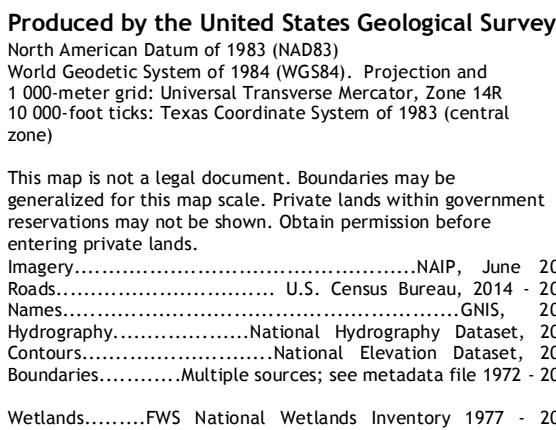 Produced by the United States Geological Survey
North American Datum of 1983 (NAD83)
World Geodetic System of 1984 (WGS84). Projection and
1 000-meter grid: Universal Transverse Mercator, Zone 14R
10 000-foot ticks: Texas Coordinate System of 1983 (central
zone)
This map is not a legal document. Boundaries may be
generalized for this map scale. Private lands within government
reservations may not be shown. Obtain permission before
entering private lands.
Imagery....................................................NAIP, June 20
Roads................................ U.S. Census Bureau, 2014 - 20
Names............................................................GNIS, 20
Hydrography.....................National Hydrography Dataset, 20
Contours.............................National Elevation Dataset, 20
Boundaries............Multiple sources; see metadata file 1972 - 20
Wetlands.........FWS National Wetlands Inventory 1977 - 20